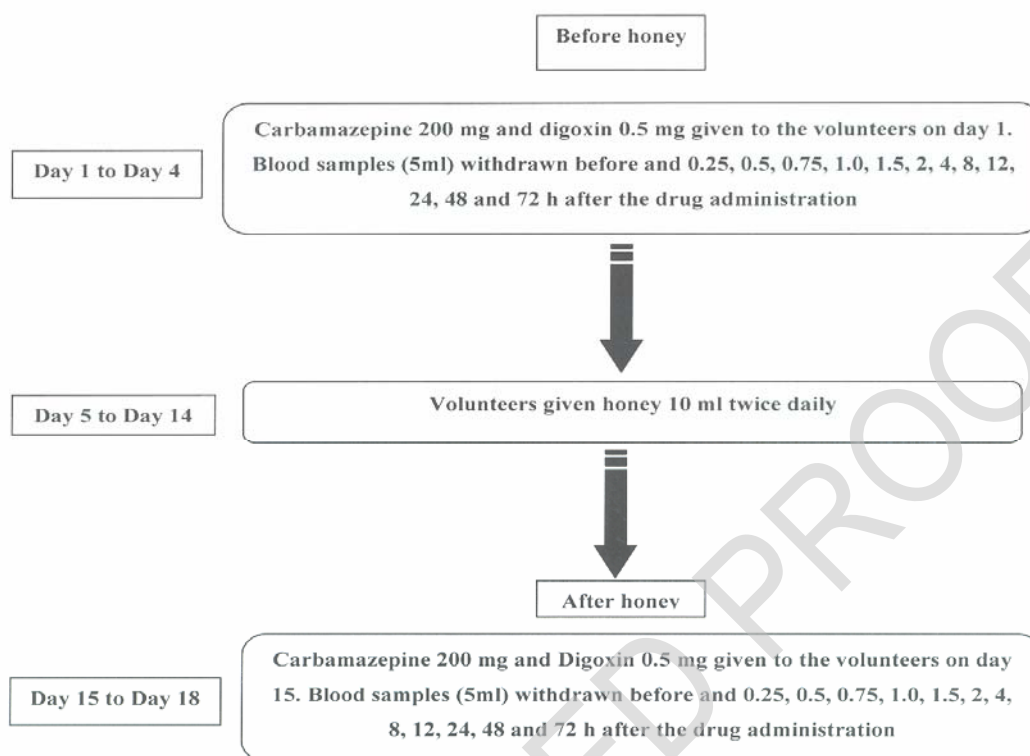 Before honey
Day 1 to Day 4
Carbamazepine 200 mg and digoxin 0.5 mg given to the volunteers on day 1.
Blood samples (5ml) withdrawn before and 0.25, 0.5, 0.75, 1.0, 1.5, 2, 4, 8, 12,
24, 48 and 72 h after the drug administration
Day 5 to Day 14
Volunteers given honey 10 ml twice daily
After honey
Day 15 to Day 18
Carbamazepine 200 mg and Digoxin 0.5 mg given to the volunteers on day
15. Blood samples (5ml) withdrawn before and 0.25, 0.5, 0.75, 1.0, 1.5, 2, 4,
8, 12, 24, 48 and 72 h after the drug administration
ED PROOF